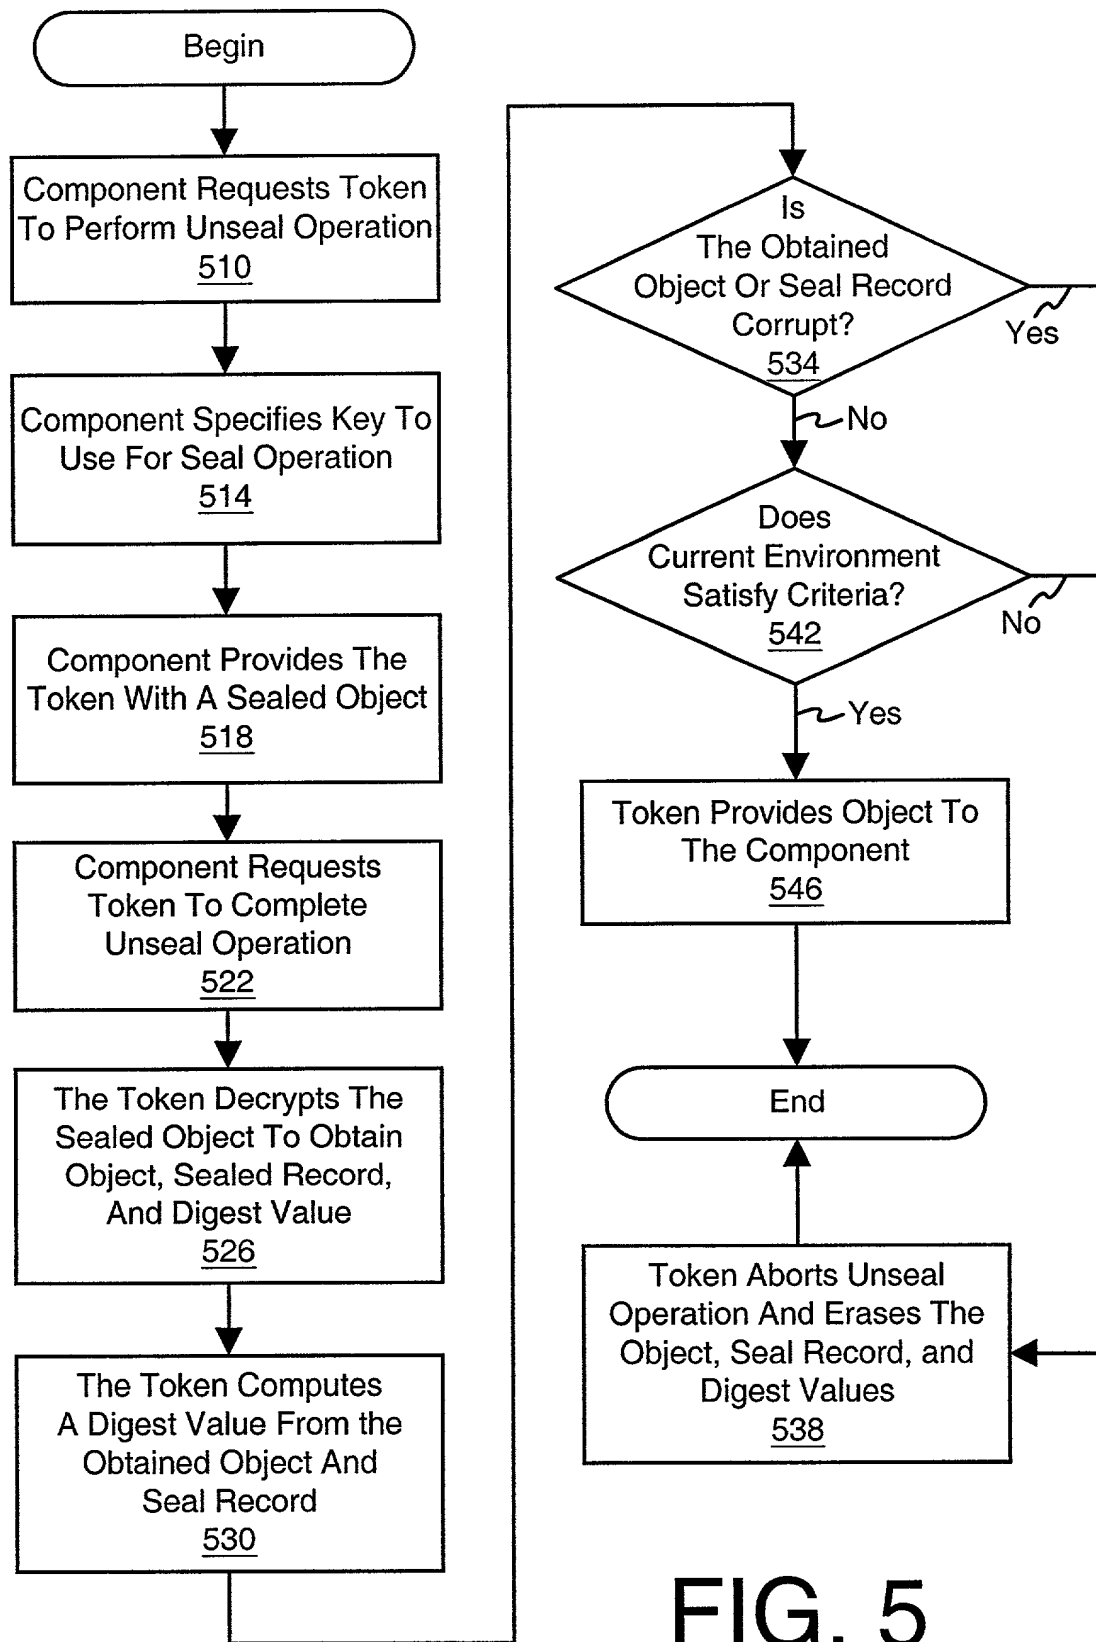 Begin
Component Requests Token
To Perform Unseal Operation
510
Component Specifies Key To
Use For Seal Operation
514
Component Provides The
Token With A Sealed Object
518
Component Requests
Token To Complete
Unseal Operation
522
The Token Decrypts The
Sealed Object To Obtain
Object, Sealed Record,
And Digest Value
526
The Token Computes
A Digest Value From the
Obtained Object And
Seal Record
530
Is
The Obtained
Object Or Seal Record
Corrupt?
534
Yes
No
Does
Current Environment
Satisfy Criteria?
542
No
Yes
Token Provides Object To
The Component
546
End
Token Aborts Unseal
Operation And Erases The
Object, Seal Record, and
Digest Values
538
FIG. 5